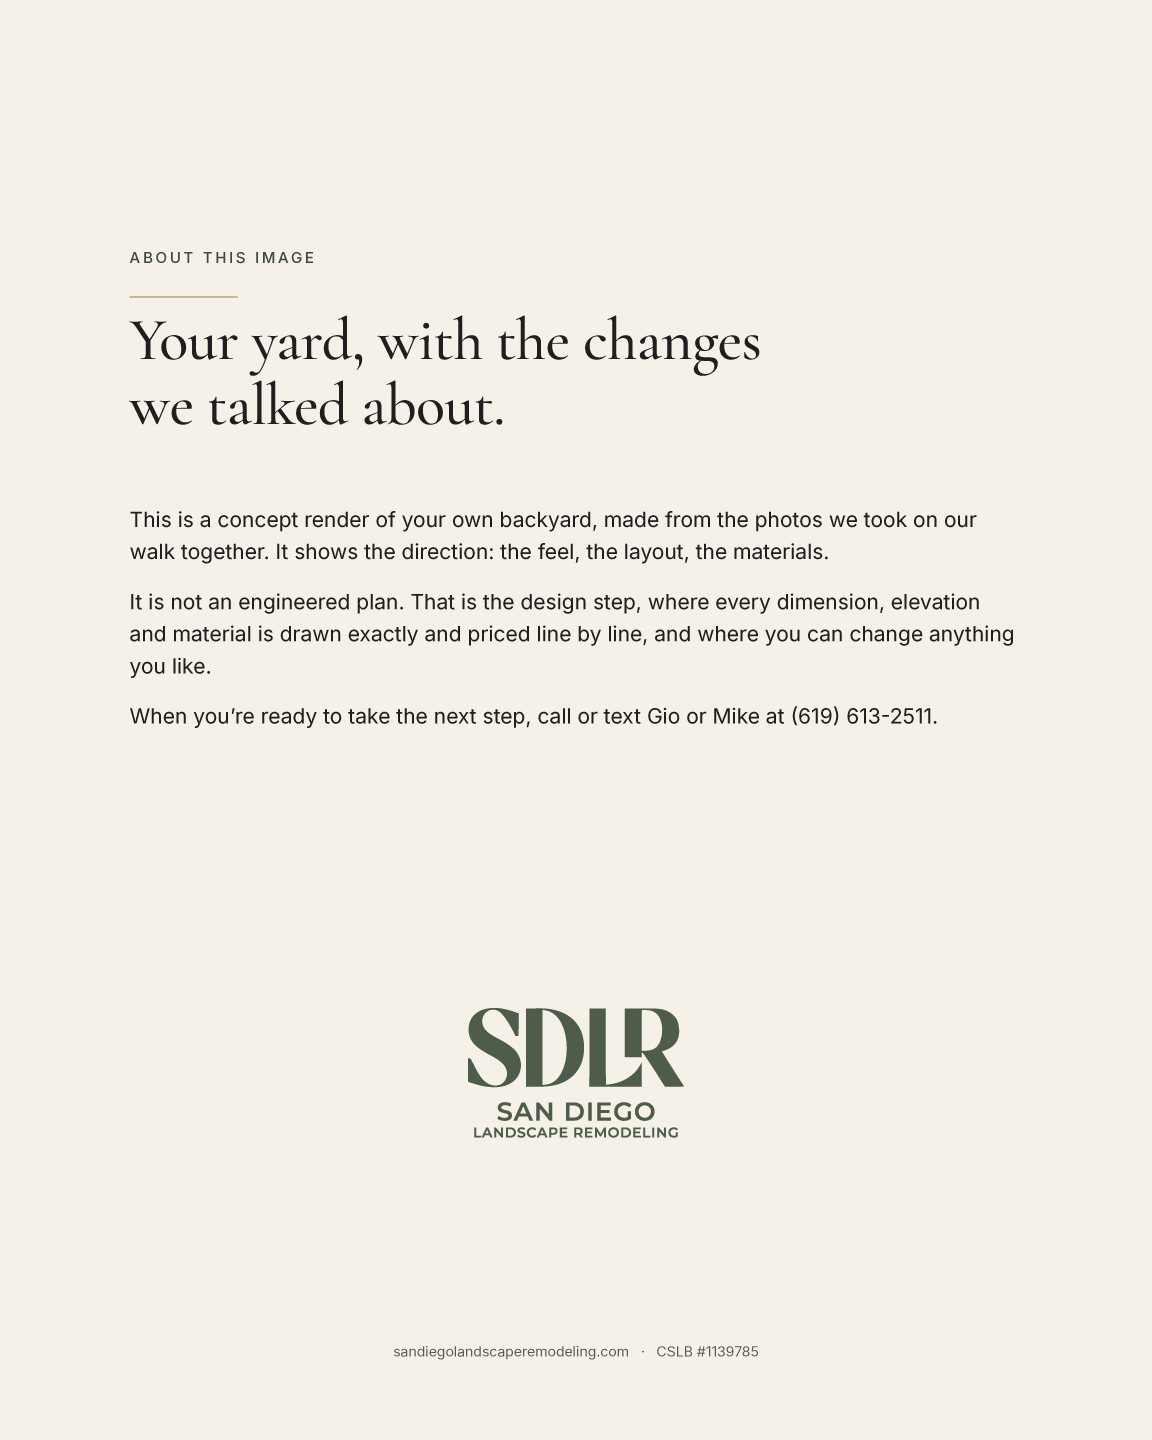 ABOUT THIS IMAGE
Your yard, with the changes
we talked about.
This is a concept render of your own backyard, made from the photos we took on our
walk together. It shows the direction: the feel, the layout, the materials.
It is not an engineered plan. That is the design step, where every dimension, elevation
and material is drawn exactly and priced line by line, and where you can change anything
you like.
When you’re ready to take the next step, call or text Gio or Mike at (619) 613-2511.
SDLR
SAN DIEGO
LANDSCAPE REMODELING
sandiegolandscaperemodeling.com · CSLB #1139785